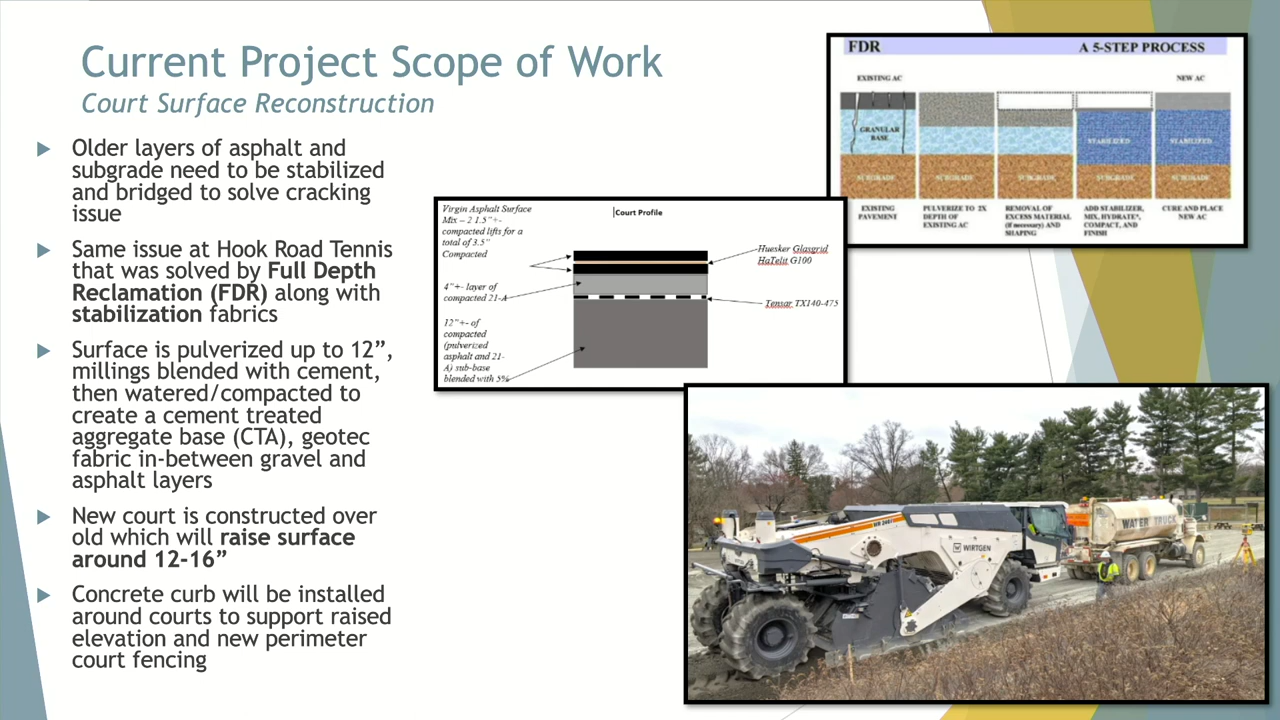 Current Project Scope of Work
Court Surface Reconstruction
Older layers of asphalt and
subgrade need to be stabilized
and bridged to solve cracking
issue
Same issue at Hook Road Tennis
that was solved by Full Depth
Reclamation (FDR) along with
stabilization fabrics
Surface is pulverized up to 12”,
millings blended with cement,
then watered/compacted to
create a cement treated
aggregate base (CTA), geotec
fabric in-between gravel and
asphalt layers
New court is constructed over
old which will raise surface
around 12-16”
Concrete curb will be installed
around courts to support raised
elevation and new perimeter
court fencing
Virgin Asphalt Surface
Mix – 2 1.5"+-
compacted lifts for a
total of 3.5"
Compacted
4"+- layer of
compacted 21-A
12"+- of
compacted
(pulverized
asphalt and 21-
A) sub-base
blended with 5%
Court Profile
Huesker Glasgrid
HaTelit G100
Tensar TX140-475
FDR
A 5-STEP PROCESS
EXISTING AC
NEW AC
GRANULAR
BASE
STABILIZED
STABILIZED
SUBGRADE
SUBGRADE
SUBGRADE
SUBGRADE
SUBGRADE
EXISTING
PAVEMENT
PULVERIZE TO 2X
DEPTH OF
EXISTING AC
REMOVAL OF
EXCESS MATERIAL
(if necessary) AND
SHAPING
ADD STABILIZER,
MIX, HYDRATE*,
COMPACT, AND
FINISH
CURE AND PLACE
NEW AC
WIRTGEN
WATER TRUCK